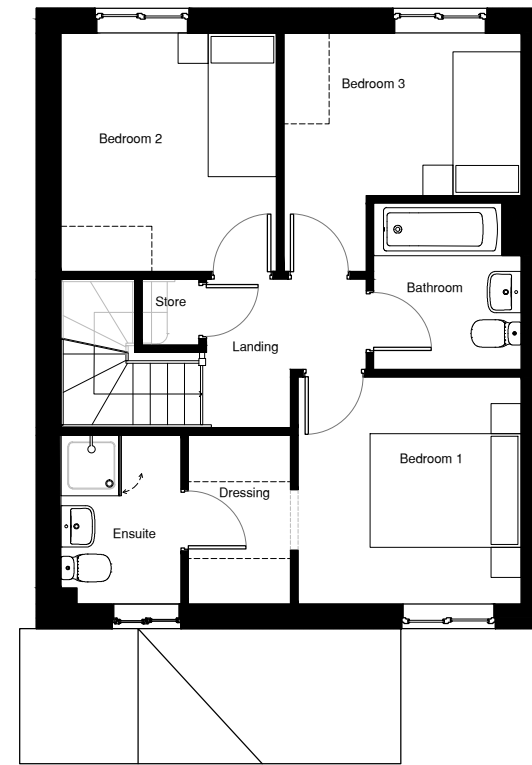 Bedroom 3
Bedroom 2
Bathroom
Store
Landing
Bedroom 1
Dressing
Ensuite